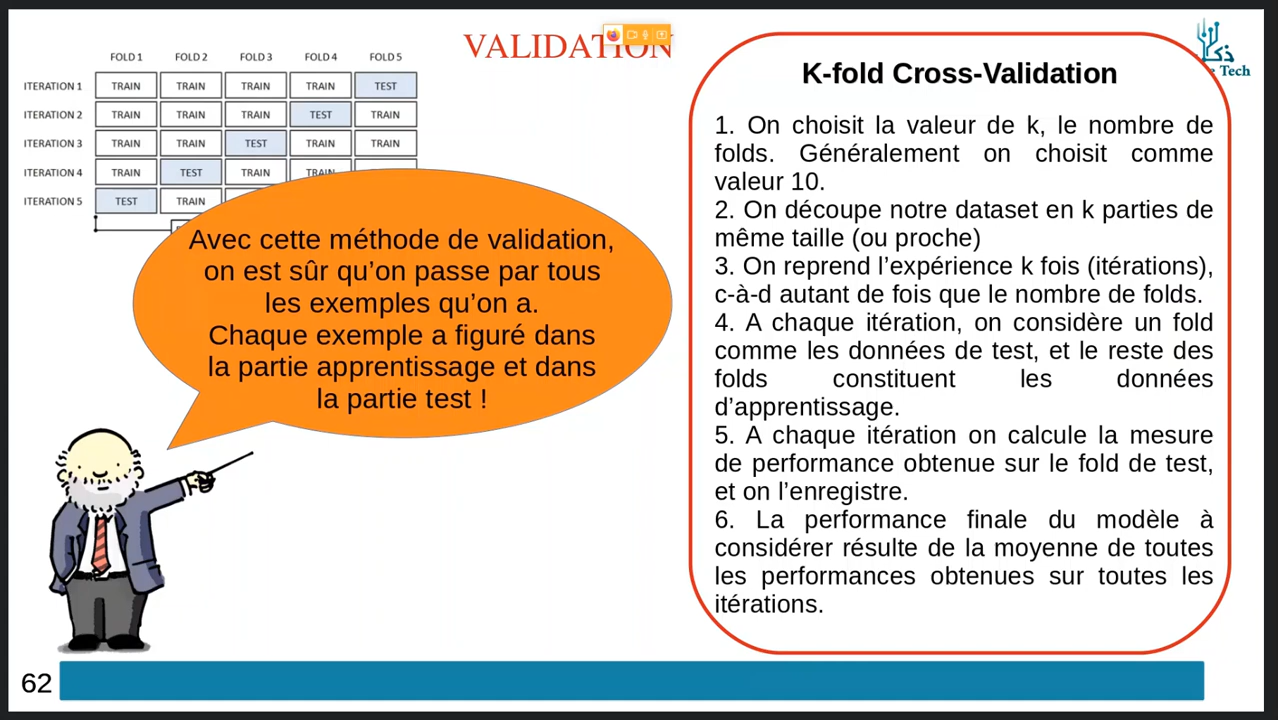 VALIDATION
FOLD 1 FOLD 2 FOLD 3 FOLD 4 FOLD 5
ITERATION 1 TRAIN TRAIN TRAIN TRAIN TEST
ITERATION 2 TRAIN TRAIN TRAIN TEST TRAIN
ITERATION 3 TRAIN TRAIN TEST TRAIN TRAIN
ITERATION 4 TRAIN TEST TRAIN TRAIN TRAIN
ITERATION 5 TEST TRAIN
Avec cette méthode de validation,
on est sûr qu’on passe par tous
les exemples qu’on a.
Chaque exemple a figuré dans
la partie apprentissage et dans
la partie test !
K-fold Cross-Validation
1. On choisit la valeur de k, le nombre de
folds. Généralement on choisit comme
valeur 10.
2. On découpe notre dataset en k parties de
même taille (ou proche)
3. On reprend l’expérience k fois (itérations),
c-à-d autant de fois que le nombre de folds.
4. A chaque itération, on considère un fold
comme les données de test, et le reste des
folds constituent les données
d’apprentissage.
5. A chaque itération on calcule la mesure
de performance obtenue sur le fold de test,
et on l’enregistre.
6. La performance finale du modèle à
considérer résulte de la moyenne de toutes
les performances obtenues sur toutes les
itérations.
Tech
62